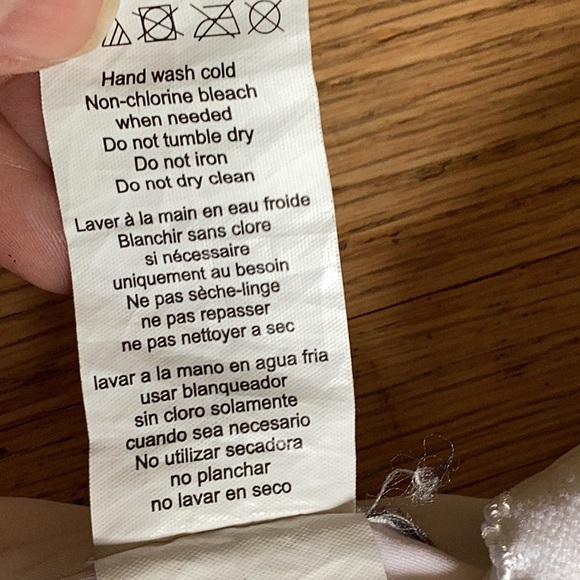 Hand wash cold
Non-chlorine bleach
when needed
Do not tumble dry
Do not iron
Do not dry clean
Laver à la main en eau froide
Blanchir sans clore
si nécessaire
uniquement au besoin
Ne pas sèche-linge
ne pas repasser
ne pas nettoyer a sec
lavar a la mano en agua fria
usar blanqueador
sin cloro solamente
cuando sea necesario
No utilizar secadora
no planchar
no lavar en seco